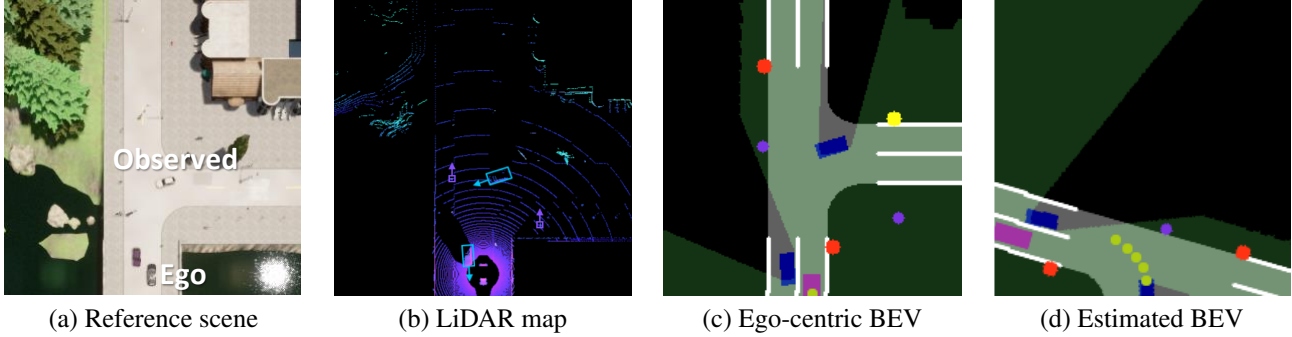 Observed
Ego
(a) Reference scene
(b) LiDAR map
(c) Ego-centric BEV
(d) Estimated BEV